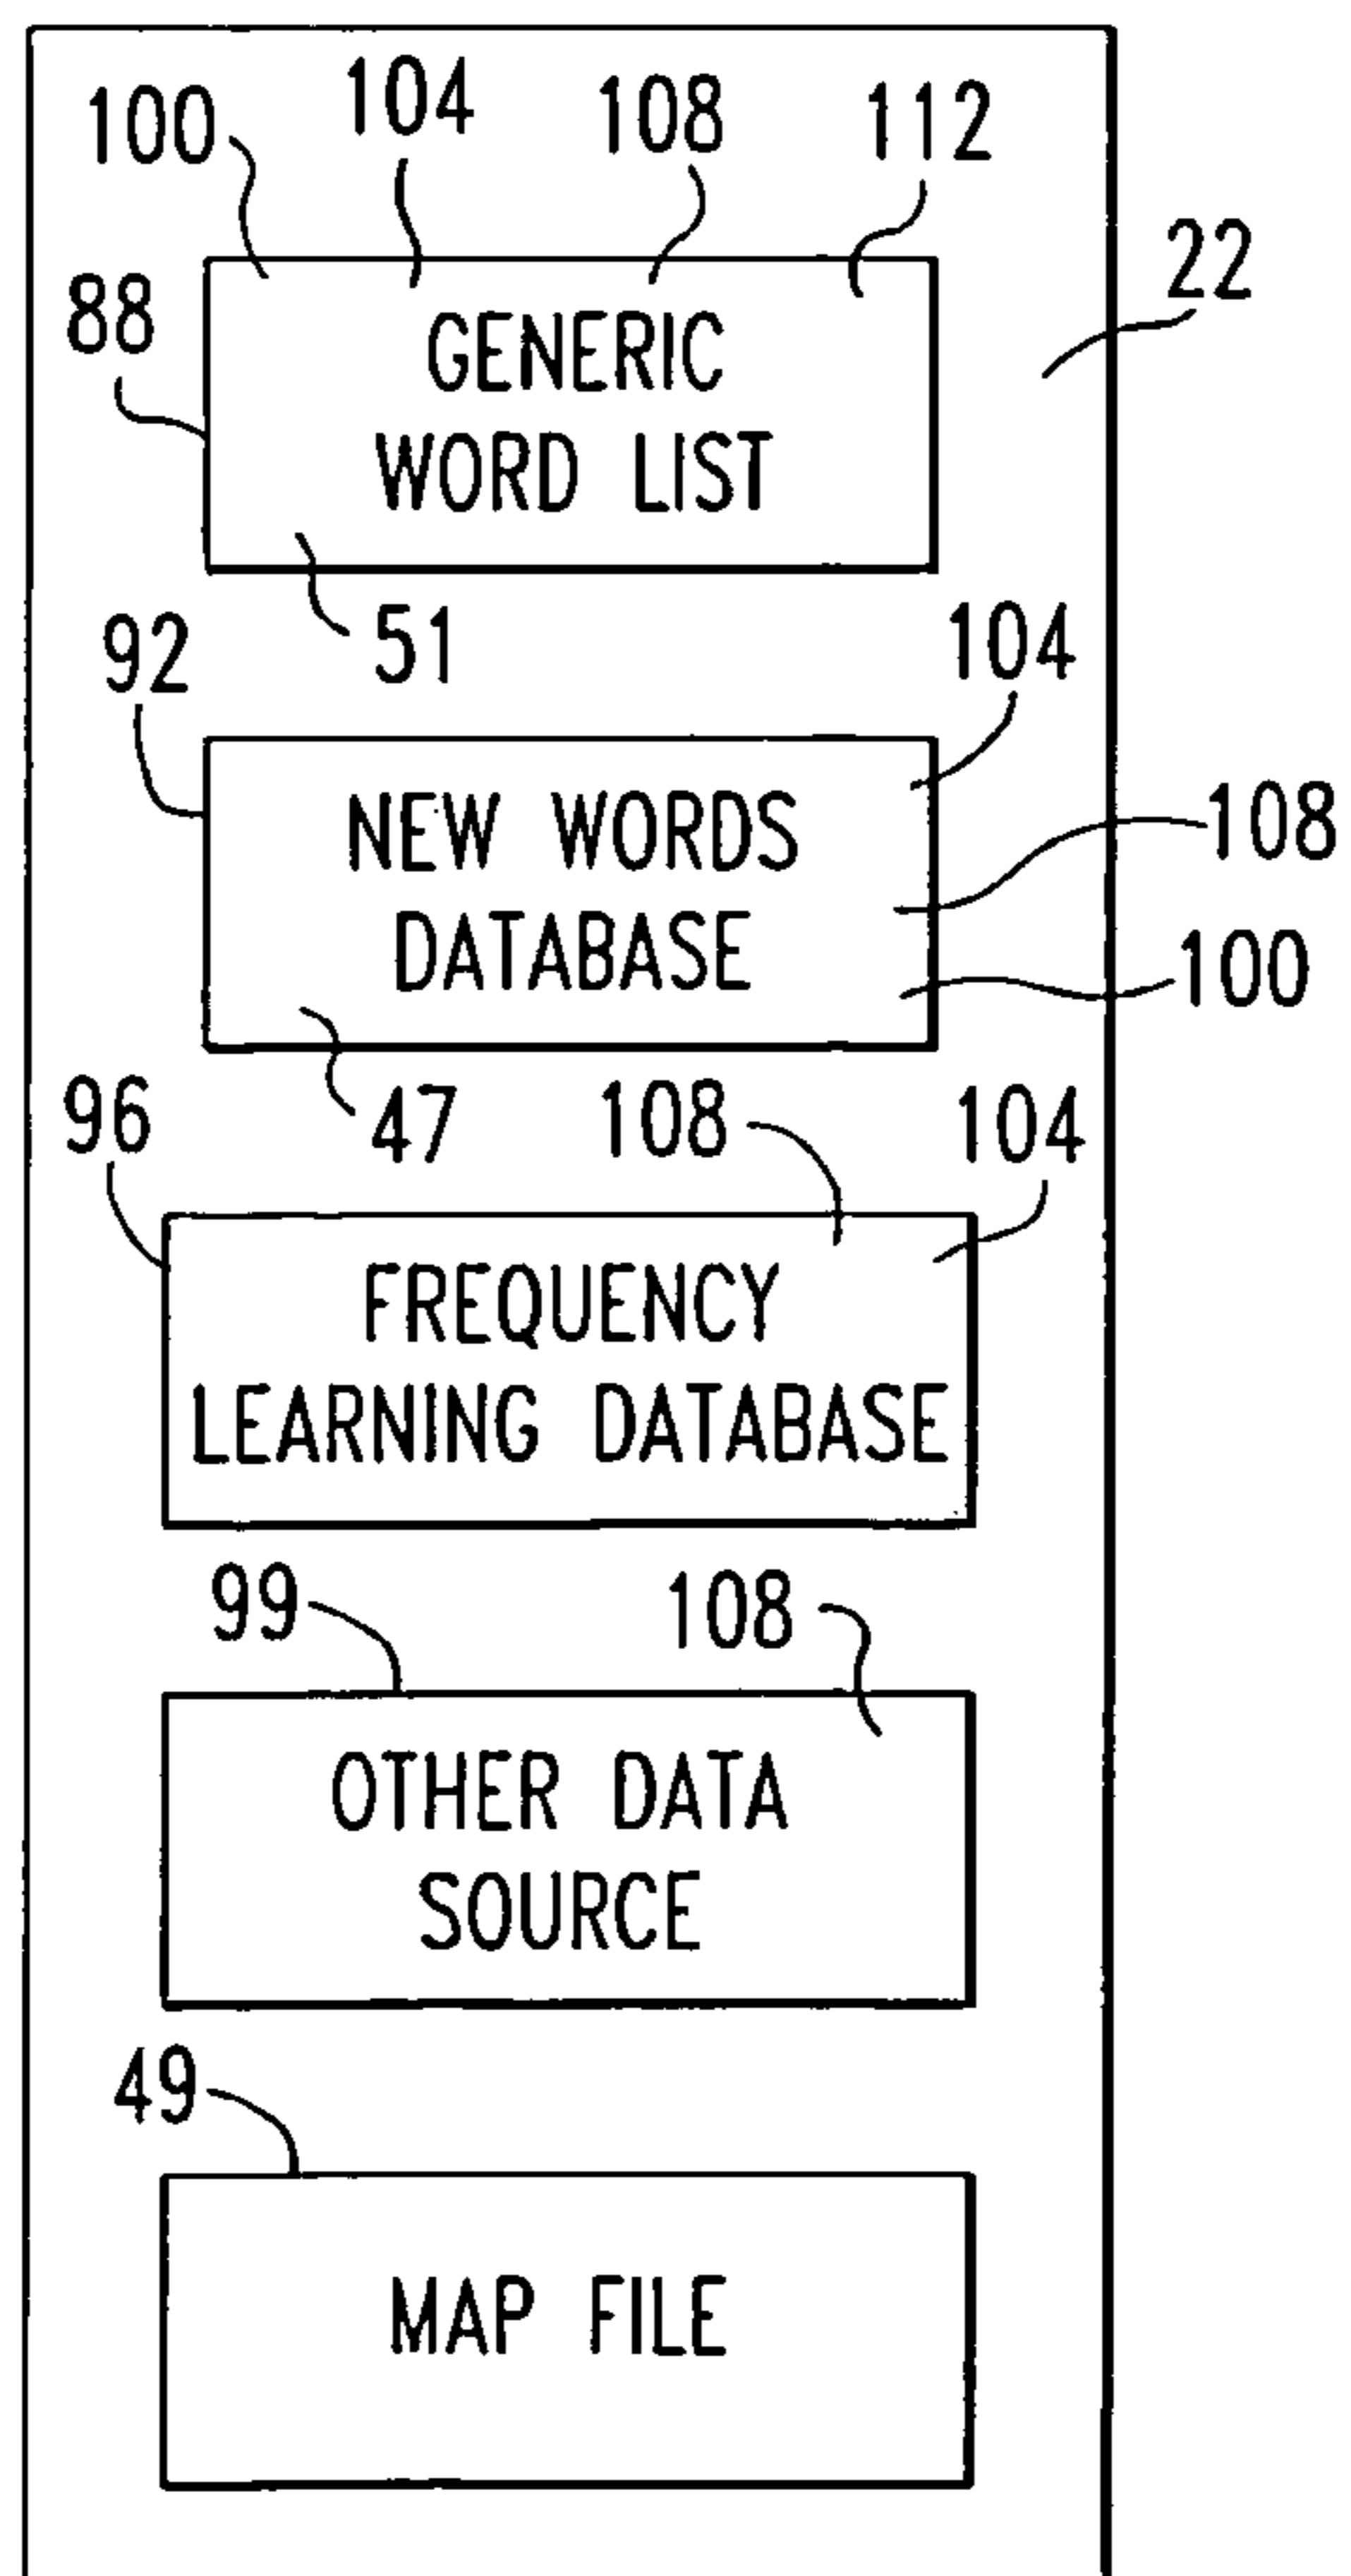 100 104 108 112
22
88
GENERIC
WORD LIST
51
92
104
NEW WORDS
DATABASE
108
100
47
96
108
104
FREQUENCY
LEARNING DATABASE
99
108
OTHER DATA
SOURCE
49
MAP FILE